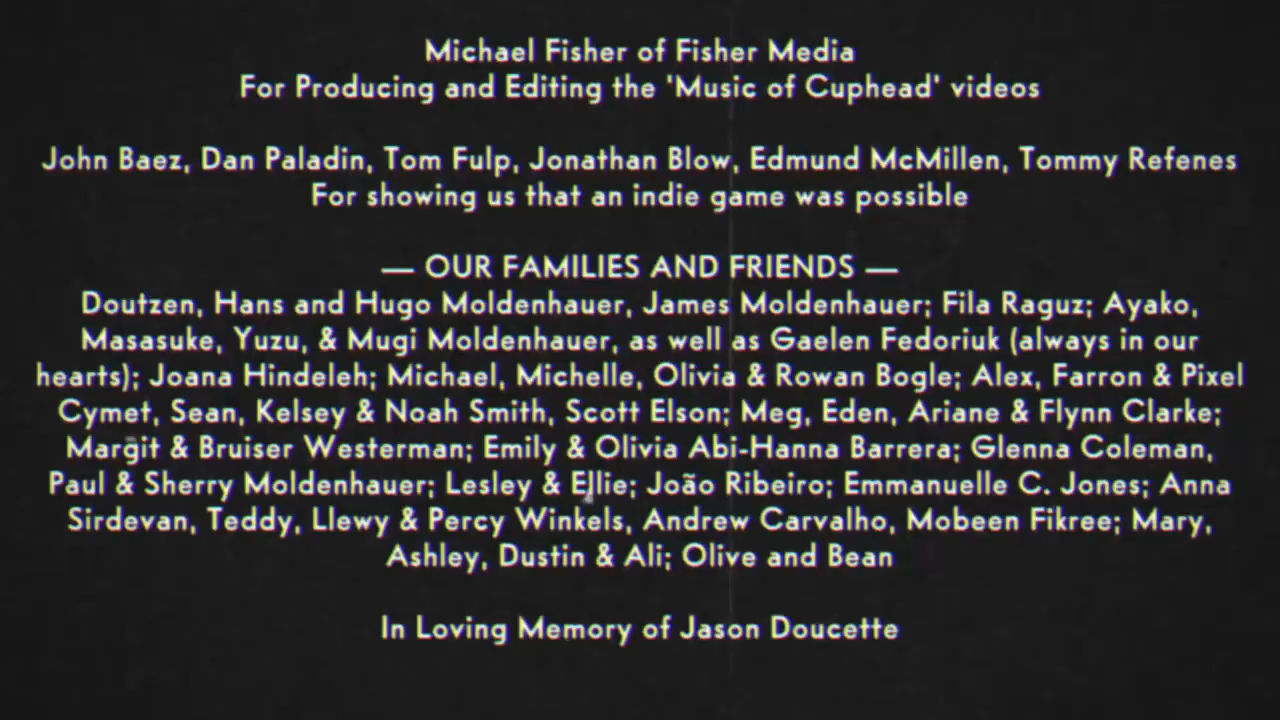 Michael Fisher of Fisher Media
For Producing and Editing the 'Music of Cuphead' videos
John Baez, Dan Paladin, Tom Fulp, Jonathan Blow, Edmund McMillen, Tommy Refenes
For showing us that an indie game was possible
— OUR FAMILIES AND FRIENDS —
Doutzen, Hans and Hugo Moldenhauer, James Moldenhauer; Fila Raguz; Ayako,
Masasuke, Yuzu, & Mugi Moldenhauer, as well as Gaelen Fedoriuk (always in our
hearts); Joana Hindeleh; Michael, Michelle, Olivia & Rowan Bogle; Alex, Farron & Pixel
Cymet, Sean, Kelsey & Noah Smith, Scott Elson; Meg, Eden, Ariane & Flynn Clarke;
Margit & Bruiser Westerman; Emily & Olivia Abi-Hanna Barrera; Glenna Coleman,
Paul & Sherry Moldenhauer; Lesley & Ellie; João Ribeiro; Emmanuelle C. Jones; Anna
Sirdevan, Teddy, Llewy & Percy Winkels, Andrew Carvalho, Mobeen Fikree; Mary,
Ashley, Dustin & Ali; Olive and Bean
In Loving Memory of Jason Doucette